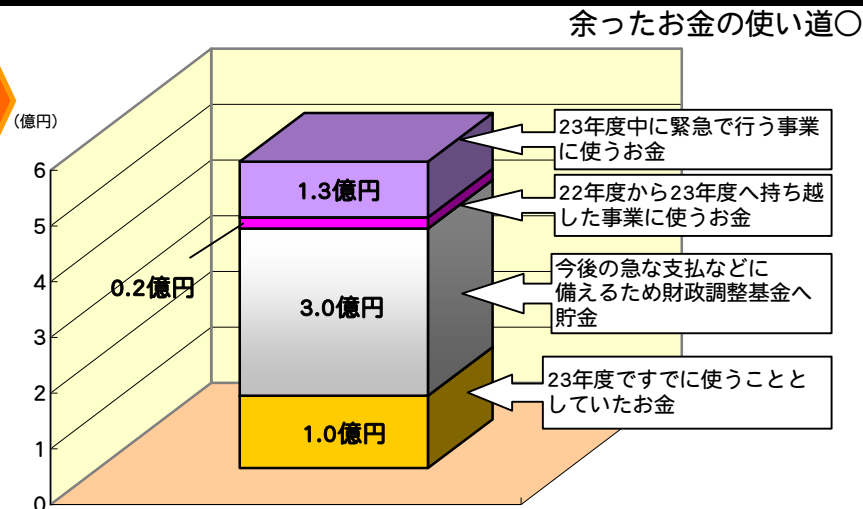 余ったお金の使い道○
(億円)
6
5
4
3
2
1
0
1.3億円
0.2億円
3.0億円
1.0億円
23年度中に緊急で行う事業
に使うお金
22年度から23年度へ持ち越
した事業に使うお金
今後の急な支払などに
備えるため財政調整基金へ
貯金
23年度ですでに使うことと
していたお金